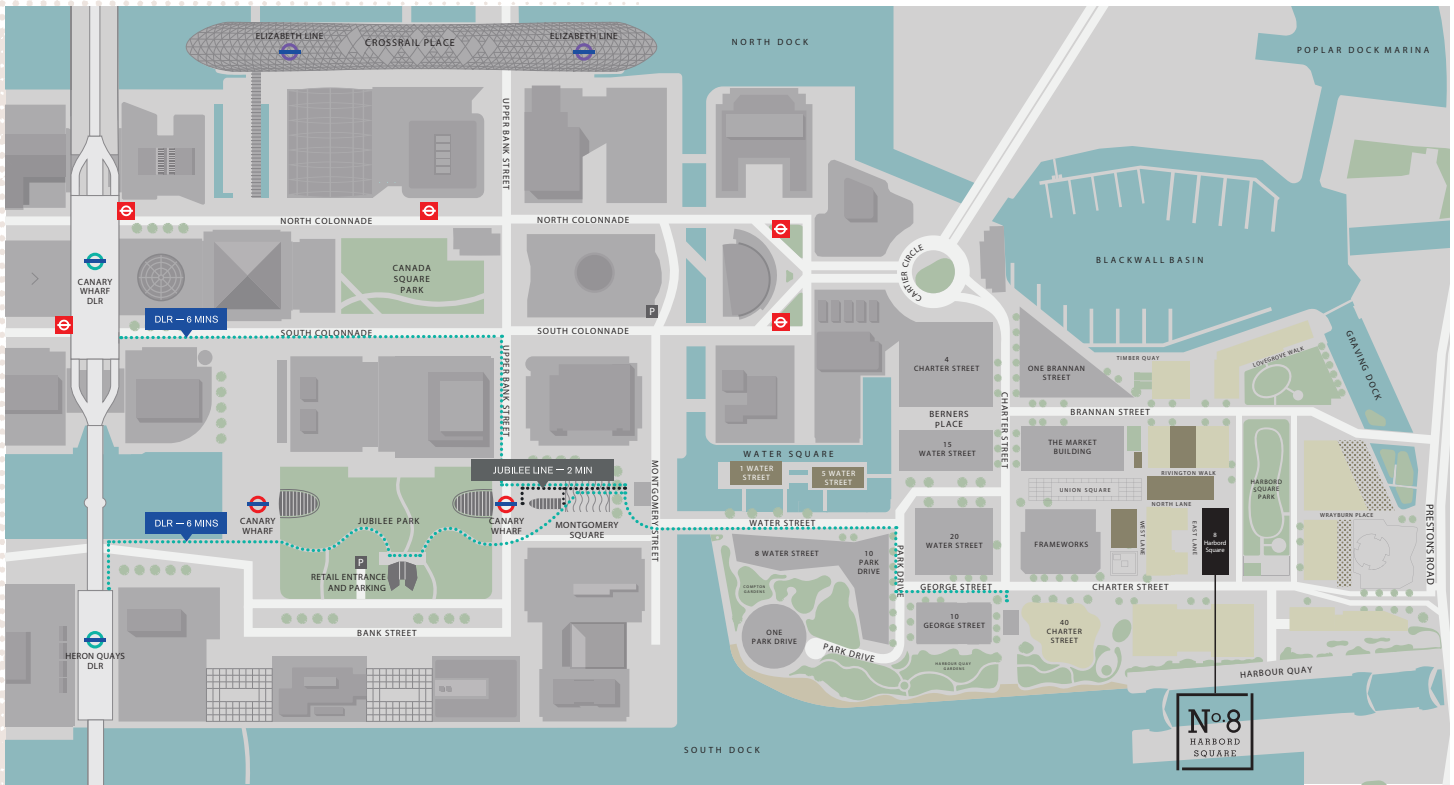 ELIZABETH LINE
CROSSRAIL PLACE
ELIZABETH LINE
NORTH DOCK
POPLAR DOCK MARINA
UPPER BANK STREET
NORTH COLONNADE
NORTH COLONNADE
CANARY
WHARF
DLR
CANADA
SQUARE
PARK
CARTIER CIRCLE
BLACKWALL BASIN
P
DLR — 6 MINS
SOUTH COLONNADE
SOUTH COLONNADE
UPPER BANK STREET
4
CHARTER STREET
ONE BRANNAN
STREET
TIMBER QUAY
LOVEGROVE WALK
GRAVING DOCK
BERNERS
PLACE
CHARTER STREET
BRANNAN STREET
15
WATER STREET
THE MARKET
BUILDING
WATER SQUARE
1 WATER
STREET
5 WATER
STREET
RIVINGTON WALK
UNION SQUARE
NORTH LANE
HARBORD
SQUARE
PARK
JUBILEE LINE — 2 MIN
MONTGOMERY STREET
CANARY
WHARF
JUBILEE PARK
CANARY
WHARF
MONTGOMERY
SQUARE
WATER STREET
WRAYBURN PLACE
PRESTON'S ROAD
DLR — 6 MINS
20
WATER STREET
FRAMEWORKS
WEST LANE
EAST LANE
8
Harbord
Square
8 WATER STREET
10
PARK
DRIVE
PARK DRIVE
P
RETAIL ENTRANCE
AND PARKING
COMPTON
GARDENS
GEORGE STREET
CHARTER STREET
10
GEORGE STREET
40
CHARTER
STREET
BANK STREET
ONE
PARK DRIVE
PARK DRIVE
HERON QUAYS
DLR
HARBOUR QUAY
GARDENS
HARBOUR QUAY
SOUTH DOCK
No.8
HARBORD
SQUARE